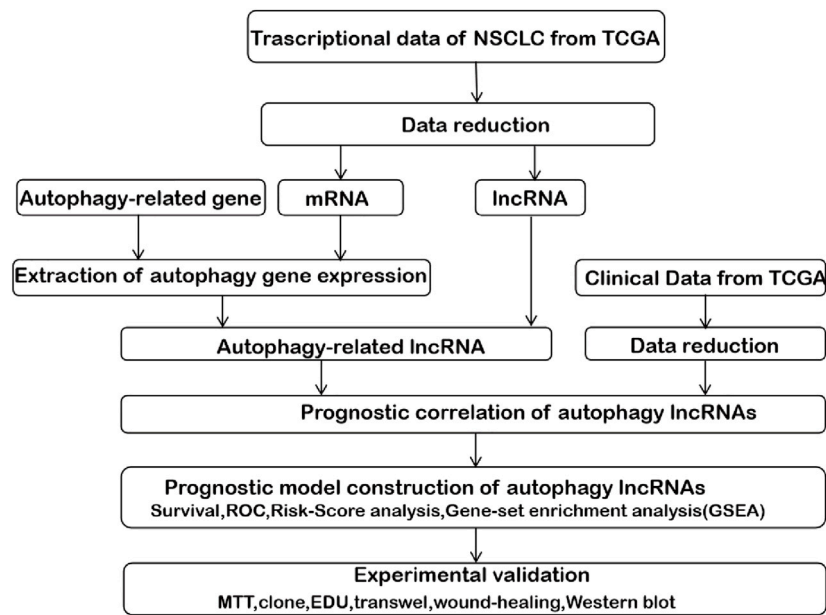 Trascriptional data of NSCLC from TCGA
Data reduction
Autophagy-related gene
mRNA
lncRNA
Extraction of autophagy gene expression
Clinical Data from TCGA
Autophagy-related lncRNA
Data reduction
Prognostic correlation of autophagy lncRNAs
Prognostic model construction of autophagy lncRNAs
Survival,ROC,Risk-Score analysis,Gene-set enrichment analysis(GSEA)
Experimental validation
MTT,clone,EDU,transwel,wound-healing,Western blot